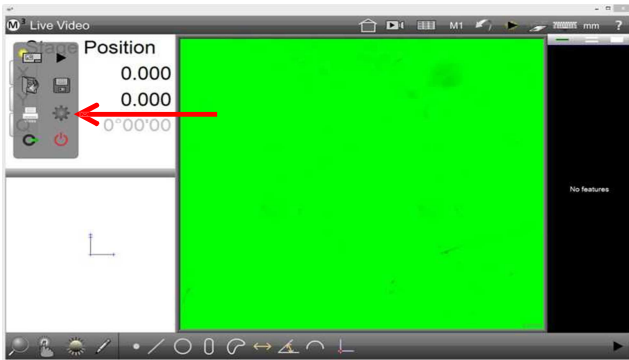 M³ Live Video
M1
mm
?
Stage Position
X 0.000
Y 0.000
Q 0°00'00
No features